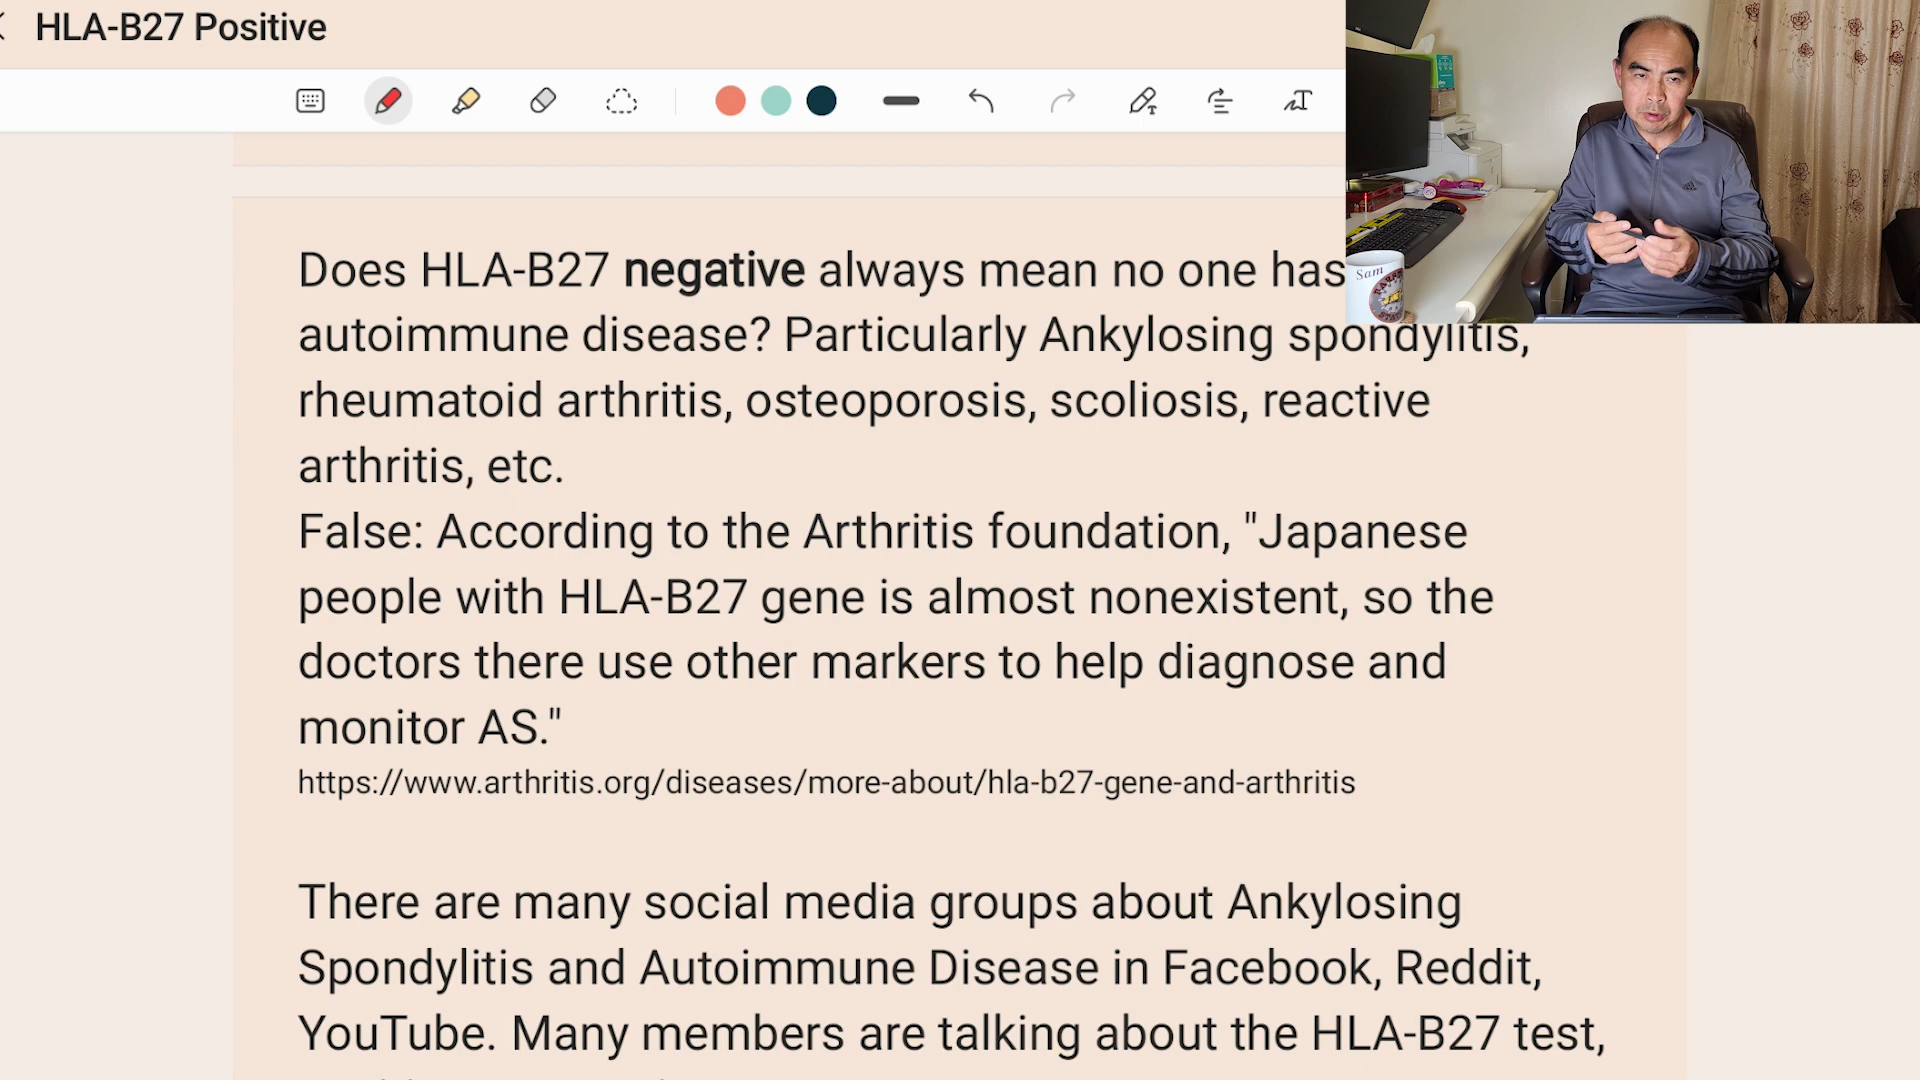 HLA-B27 Positive
Does HLA-B27 negative always mean no one has
autoimmune disease? Particularly Ankylosing spondylitis,
rheumatoid arthritis, osteoporosis, scoliosis, reactive
arthritis, etc.
False: According to the Arthritis foundation, "Japanese
people with HLA-B27 gene is almost nonexistent, so the
doctors there use other markers to help diagnose and
monitor AS."
https://www.arthritis.org/diseases/more-about/hla-b27-gene-and-arthritis
There are many social media groups about Ankylosing
Spondylitis and Autoimmune Disease in Facebook, Reddit,
YouTube. Many members are talking about the HLA-B27 test,
Sam